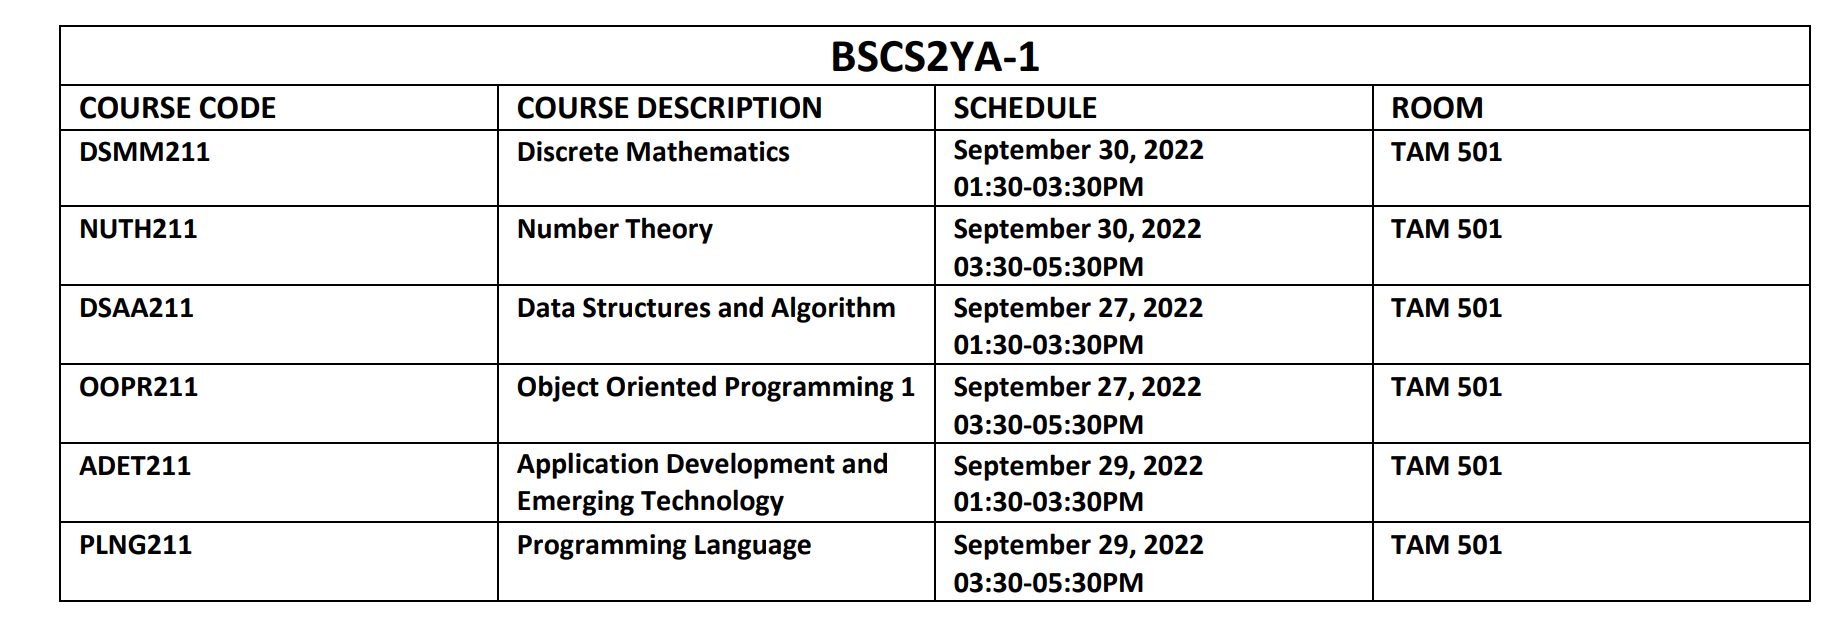 BSCS2YA-1
COURSE CODE COURSE DESCRIPTION SCHEDULE ROOM
DSMM211 Discrete Mathematics September 30, 2022 TAM 501
01:30-03:30PM
NUTH211 Number Theory September 30, 2022 TAM 501
03:30-05:30PM
DSAA211 Data Structures and Algorithm September 27, 2022 TAM 501
01:30-03:30PM
OOPR211 Object Oriented Programming 1 September 27, 2022 TAM 501
03:30-05:30PM
ADET211 Application Development and September 29, 2022 TAM 501
Emerging Technology 01:30-03:30PM
PLNG211 Programming Language September 29, 2022 TAM 501
03:30-05:30PM